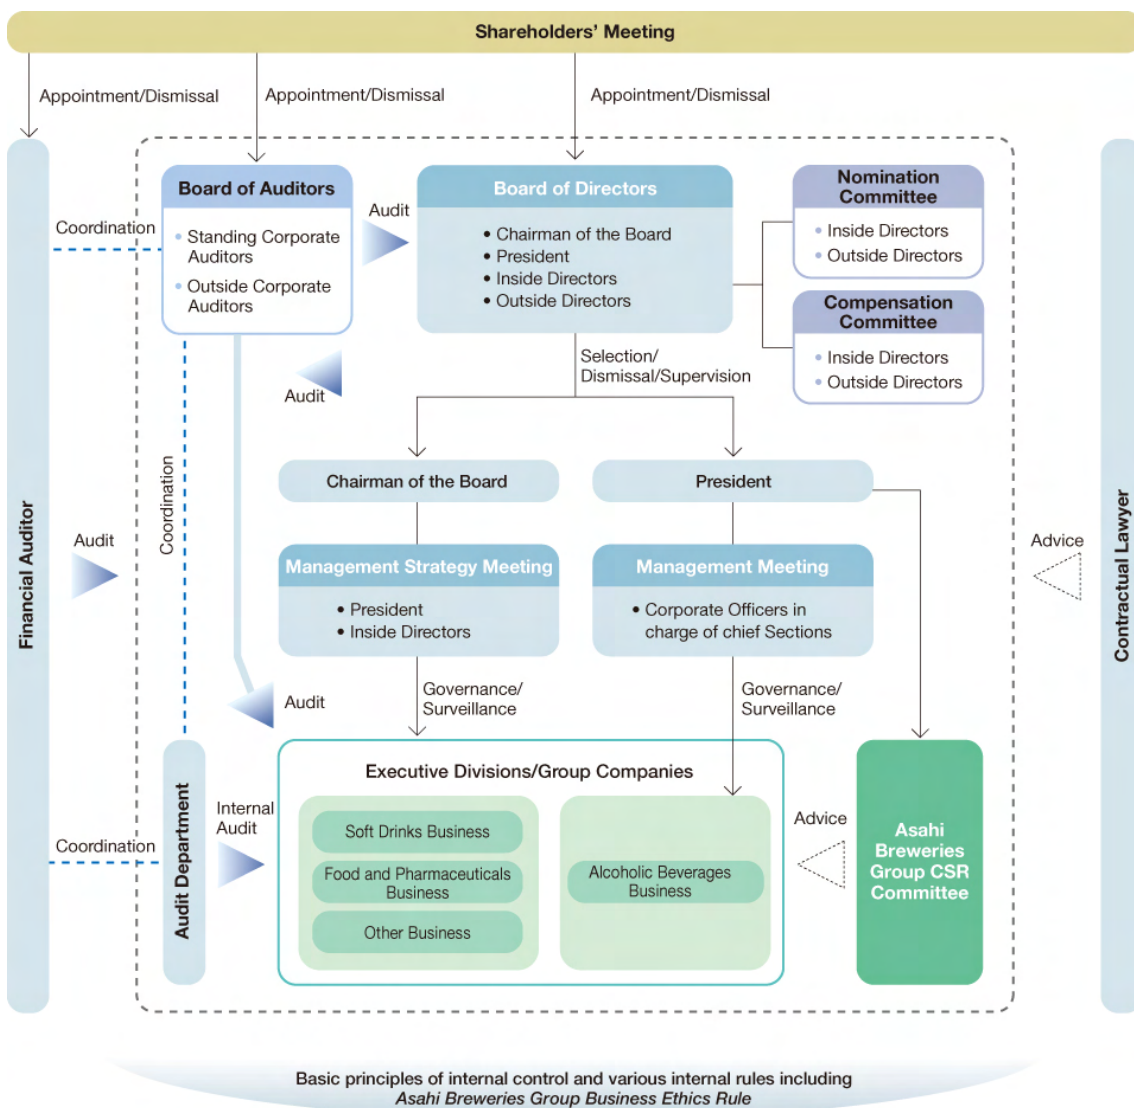 Shareholders' Meeting
Appointment/Dismissal
Appointment/Dismissal
Appointment/Dismissal
Financial Auditor
Contractual Lawyer
Board of Auditors
• Standing Corporate
Auditors
• Outside Corporate
Auditors
Coordination
Audit
Board of Directors
• Chairman of the Board
• President
• Inside Directors
• Outside Directors
Nomination
Committee
• Inside Directors
• Outside Directors
Compensation
Committee
• Inside Directors
• Outside Directors
Selection/
Dismissal/Supervision
Audit
Chairman of the Board
President
Coordination
Audit
Advice
Management Strategy Meeting
• President
• Inside Directors
Management Meeting
• Corporate Officers in
charge of chief Sections
Audit
Governance/
Surveillance
Governance/
Surveillance
Audit Department
Coordination
Internal
Audit
Executive Divisions/Group Companies
Soft Drinks Business
Food and Pharmaceuticals
Business
Other Business
Alcoholic Beverages
Business
Advice
Asahi
Breweries
Group CSR
Committee
Basic principles of internal control and various internal rules including
Asahi Breweries Group Business Ethics Rule